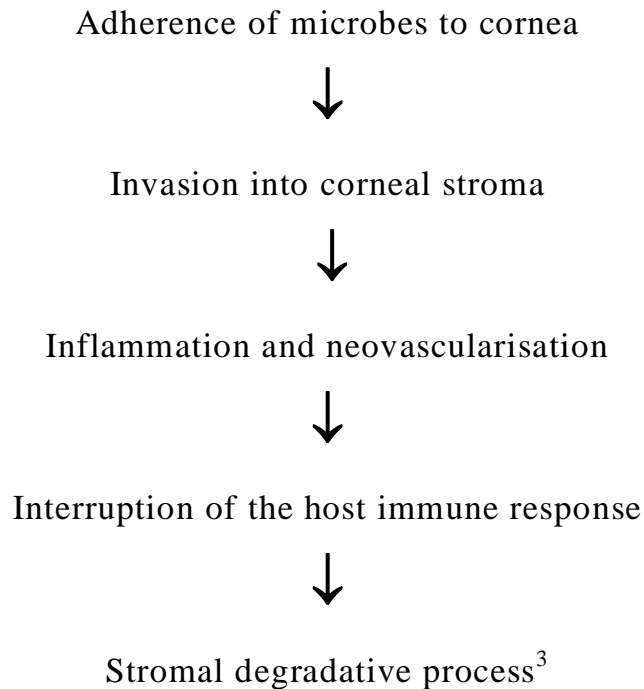 Adherence of microbes to cornea
↓
Invasion into corneal stroma
↓
Inflammation and neovascularisation
↓
Interruption of the host immune response
↓
Stromal degradative process³